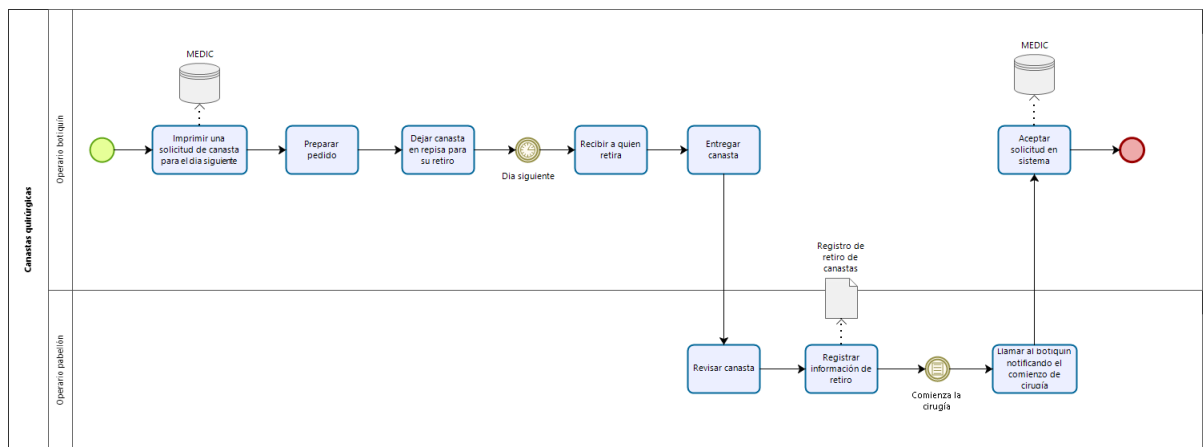 Canastas quirúrgicas
Operario botiquín
MEDIC
Imprimir una
solicitud de canasta
para el día siguiente
Preparar
pedido
Dejar canasta
en repisa para
su retiro
Día siguiente
Recibir a quien
retira
Entregar
canasta
MEDIC
Aceptar
solicitud en
sistema
Operario pabellón
Revisar canasta
Registro de
retiro de
canastas
Registrar
información de
retiro
Comienza la
cirugía
Llamar al botiquín
notificando el
comienzo de
cirugía